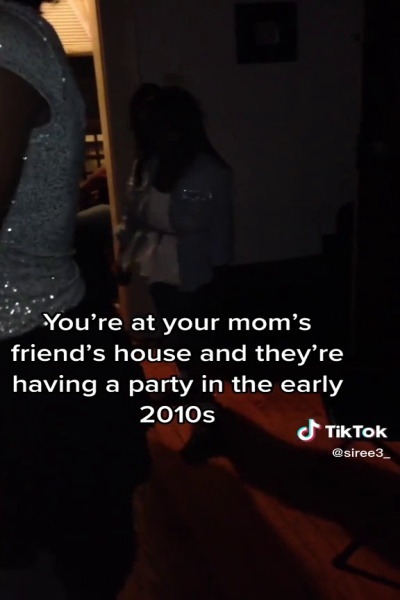 You're at your mom's
friend's house and they're
having a party in the early
2010s
TikTok
@siree3_